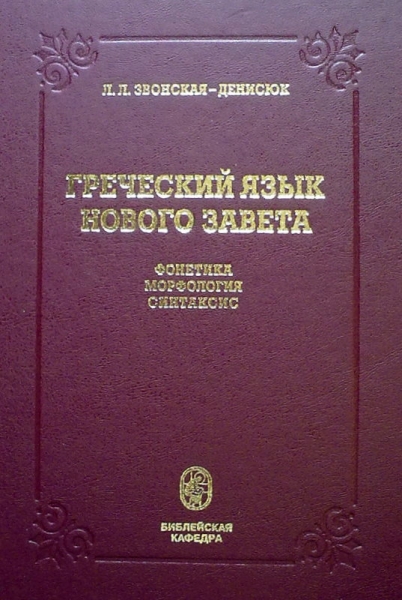 Л. Л. ЗВОНСКАЯ-ДЕНИСЮК
ГРЕЧЕСКИЙ ЯЗЫК
НОВОГО ЗАВЕТА
ФОНЕТИКА
МОРФОЛОГИЯ
СИНТАКСИС
БИБЛЕЙСКАЯ
КАФЕДРА